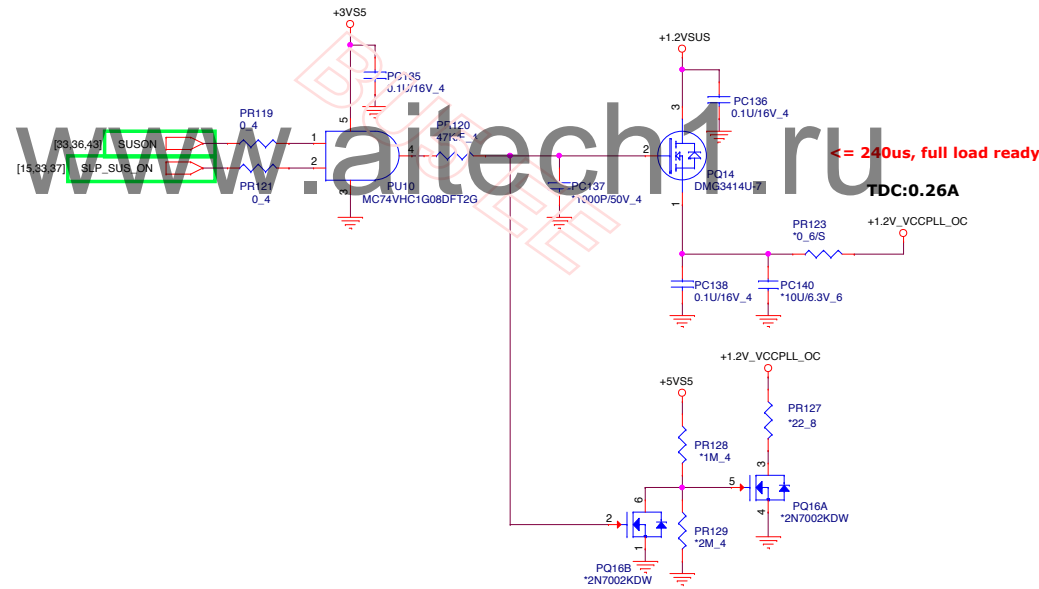 +3VS5
PC135
0.1U/16V_4
+1.2VSUS
PC136
0.1U/16V_4
PR119
0_4
[33,36,43]
SUSON
[15,33,37]
SLP_SUS_ON
PR121
0_4
1
2
5
4
3
PU10
MC74VHC1G08DFT2G
PR120
PC137
*1000P/50V_4
3
2
1
PQ14
DMG3414U-7
<= 240us, full load ready
TDC:0.26A
PR123
*0_6/S
+1.2V_VCCPLL_OC
PC138
0.1U/16V_4
PC140
*10U/6.3V_6
+1.2V_VCCPLL_OC
+5VS5
PR127
*22_8
PR128
*1M_4
3
5
4
PQ16A
*2N7002KDW
6
2
1
PR129
*2M_4
PQ16B
*2N7002KDW
www.aitech1.ru